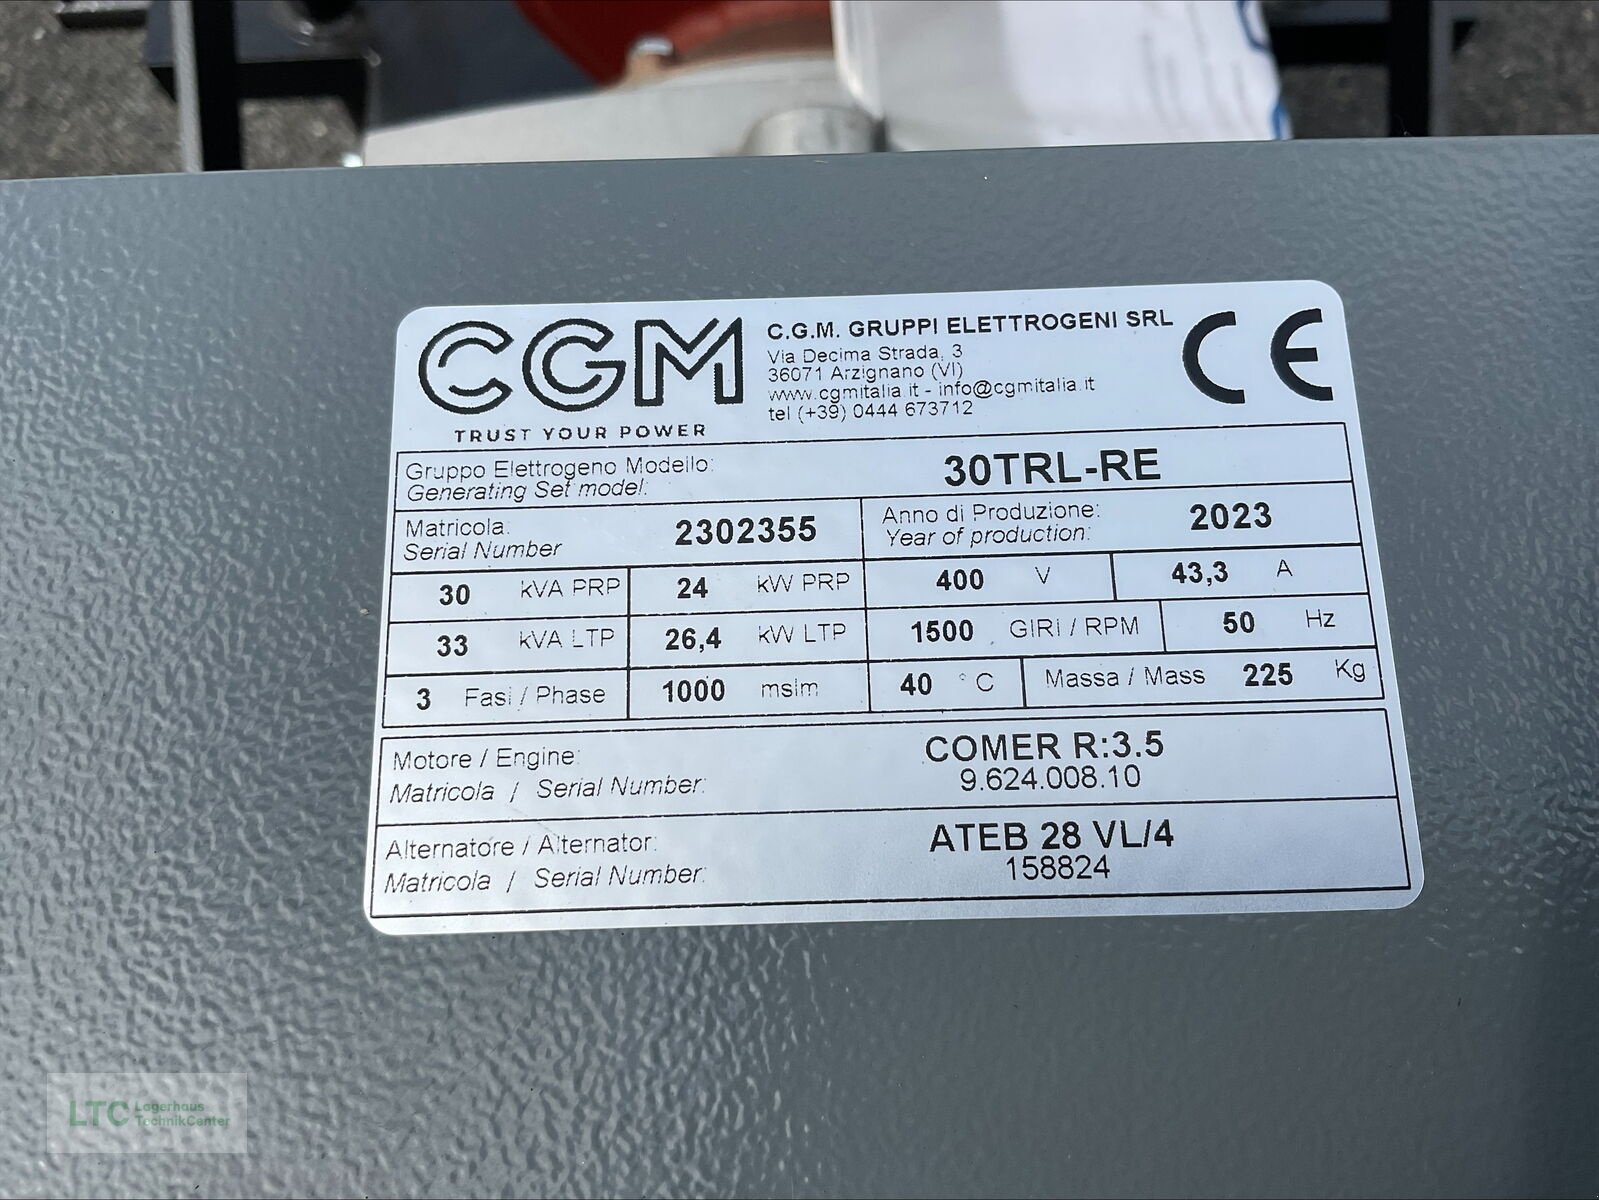 CGM
TRUST YOUR POWER
C.G.M. GRUPPI ELETTROGENI SRL
Via Decima Strada, 3
36071 Arzignano (VI)
www.cgmitalia.it - info@cgmitalia.it
tel (+39) 0444 673712
CE
Gruppo Elettrogeno Modello: 30TRL-RE
Generating Set model:
Matricola: 2302355 Anno di Produzione: 2023
Serial Number Year of production:
30 kVA PRP 24 kW PRP 400 V 43,3 A
33 kVA LTP 26,4 kW LTP 1500 GIRI / RPM 50 Hz
3 Fasi / Phase 1000 mslm 40 °C Massa / Mass 225 Kg
Motore / Engine: COMER R:3.5
Matricola / Serial Number: 9.624.008.10
Alternatore / Alternator: ATEB 28 VL/4
Matricola / Serial Number: 158824
LTC Lagerhaus
TechnikCenter